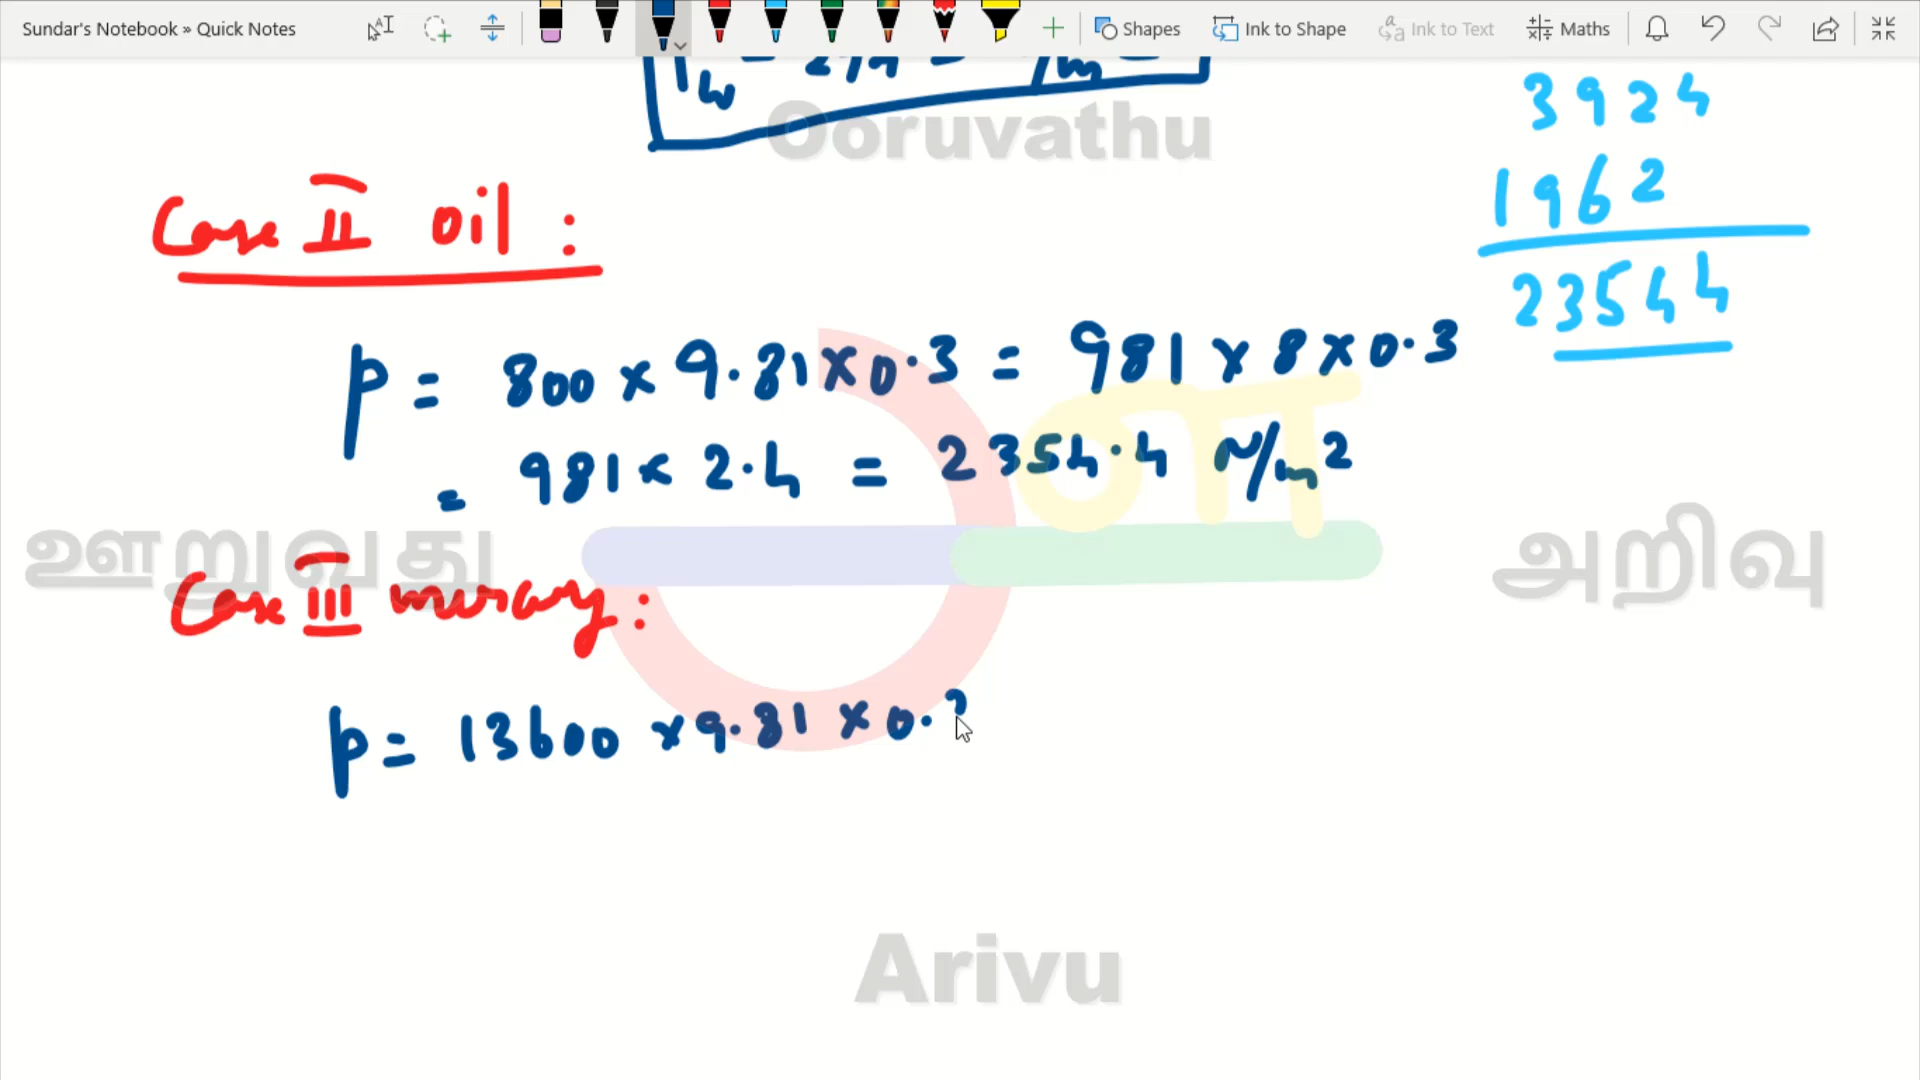 Sundar's Notebook » Quick Notes
Shapes
Ink to Shape
Ink to Text
Maths
Ooruvathu
3924
1962
23544
Case II oil :
p = 800 × 9.81 × 0.3 = 981 × 8 × 0.3
= 981 × 2.4 = 2354.4 N/m²
ஊறுவது
அறிவு
Case III mercury :
p = 13600 × 9.81 × 0.
Arivu